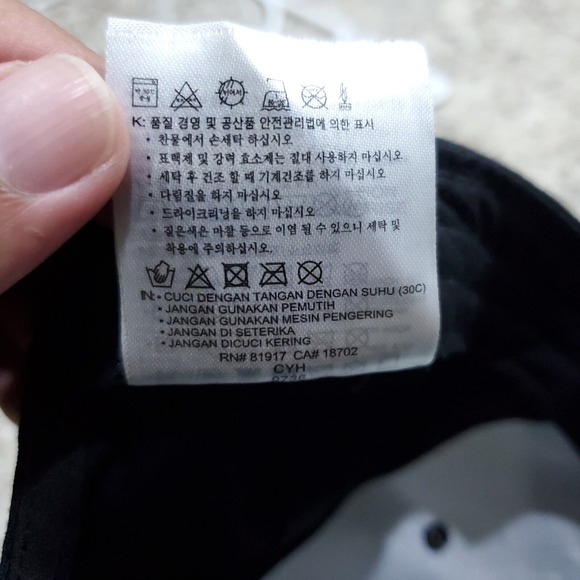 K: 품질 경영 및 공산품 안전관리법에 의한 표시
• 찬물에서 손세탁 하십시오
• 표백제 및 강력 효소제는 절대 사용하지 마십시오
• 세탁 후 건조 할 때 기계건조를 하지 마십시오
• 다림질을 하지 마십시오
• 드라이크리닝을 하지 마십시오
• 짙은색은 마찰 등으로 이염 될 수 있으니 세탁 및
착용에 주의하십시오.
IN: • CUCI DENGAN TANGAN DENGAN SUHU (30C)
• JANGAN GUNAKAN PEMUTIH
• JANGAN GUNAKAN MESIN PENGERING
• JANGAN DI SETERIKA
• JANGAN DICUCI KERING
RN# 81917 CA# 18702
CYH